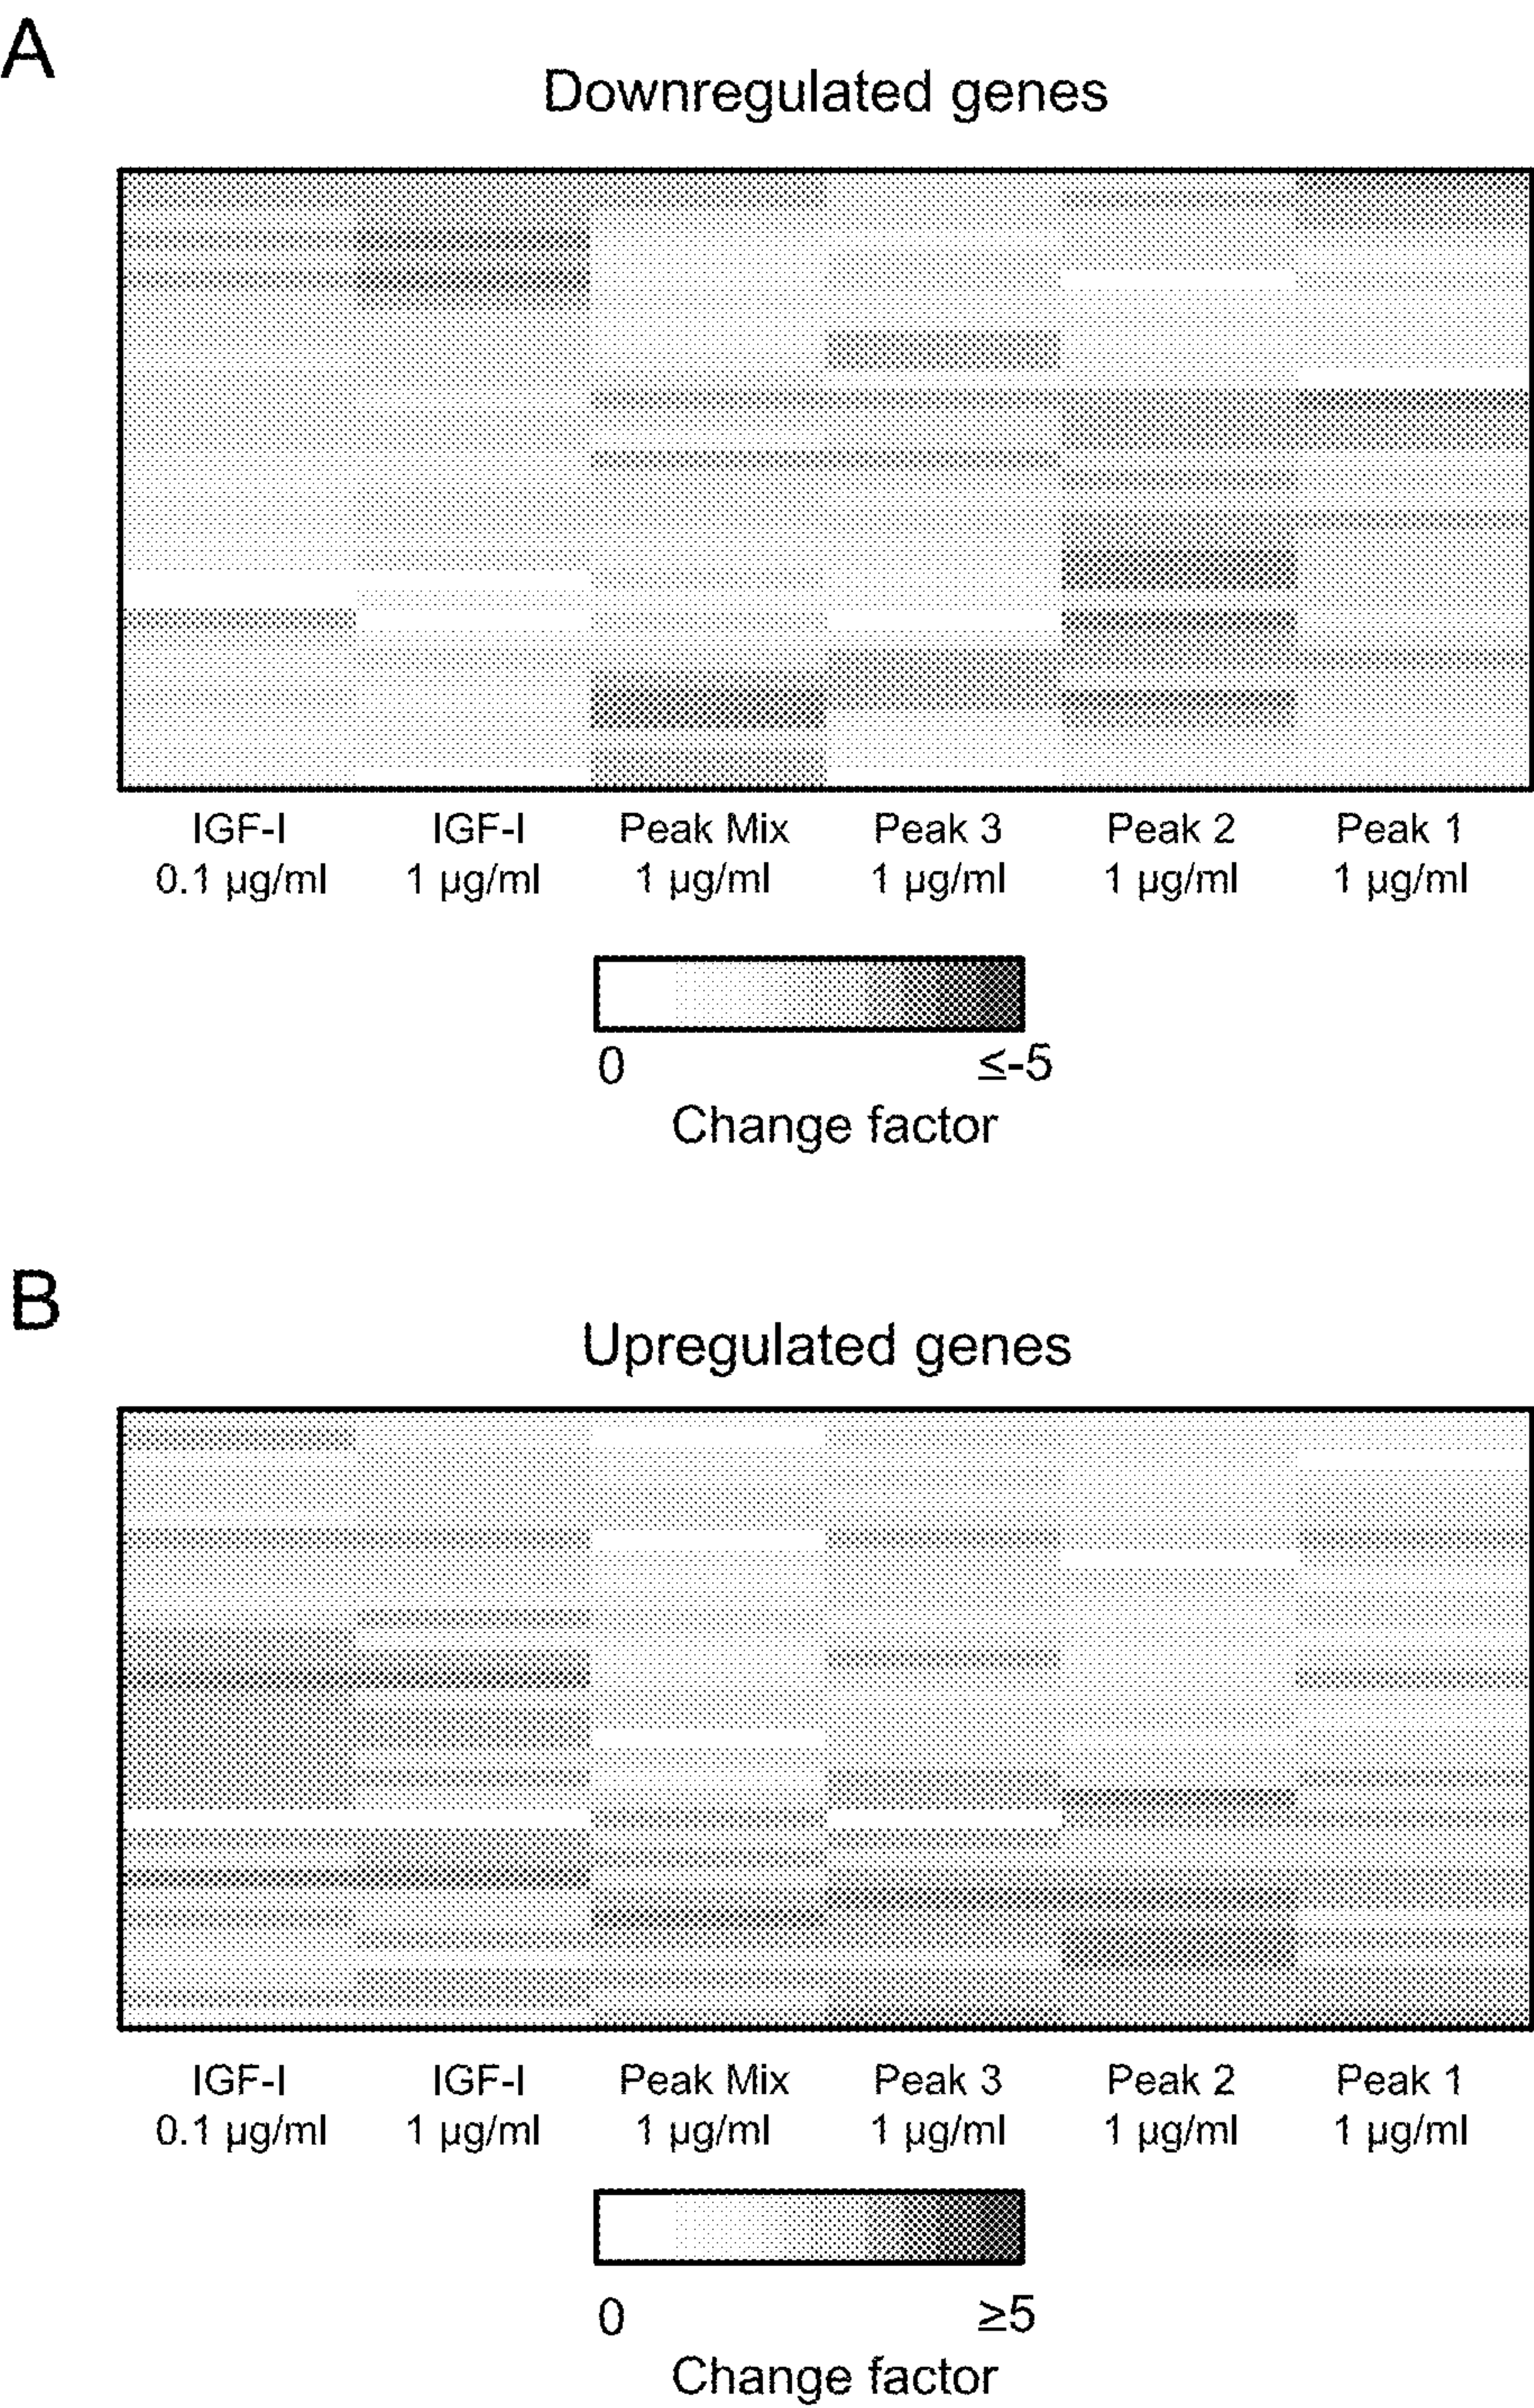 A
Downregulated genes
IGF-I IGF-I Peak Mix Peak 3 Peak 2 Peak 1
0.1 µg/ml 1 µg/ml 1 µg/ml 1 µg/ml 1 µg/ml 1 µg/ml
0 ≤-5
Change factor
B
Upregulated genes
IGF-I IGF-I Peak Mix Peak 3 Peak 2 Peak 1
0.1 µg/ml 1 µg/ml 1 µg/ml 1 µg/ml 1 µg/ml 1 µg/ml
0 ≥5
Change factor